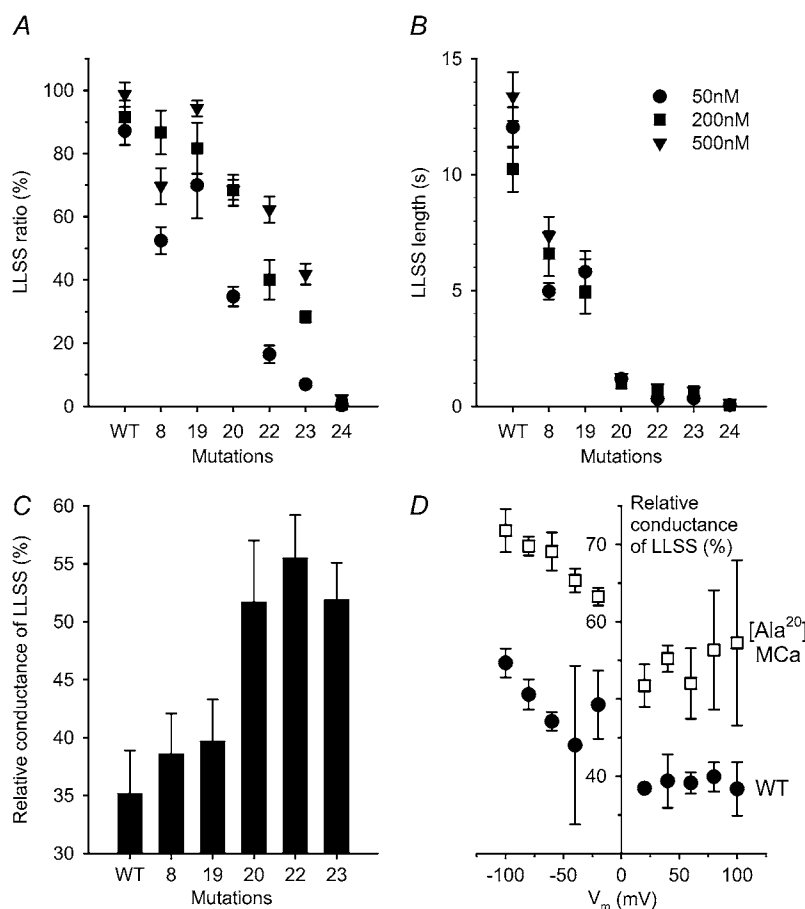 A
LLSS ratio (%)
100
80
60
40
20
0
WT 8 19 20 22 23 24
Mutations
B
LLSS length (s)
15
10
5
0
50nM
200nM
500nM
WT 8 19 20 22 23 24
Mutations
C
Relative conductance of LLSS (%)
60
55
50
45
40
35
30
WT 8 19 20 22 23
Mutations
D
Relative
conductance
of LLSS (%)
70
60
40
[Ala²⁰]
MCa
WT
-100 -50 0 50 100
Vₘ (mV)